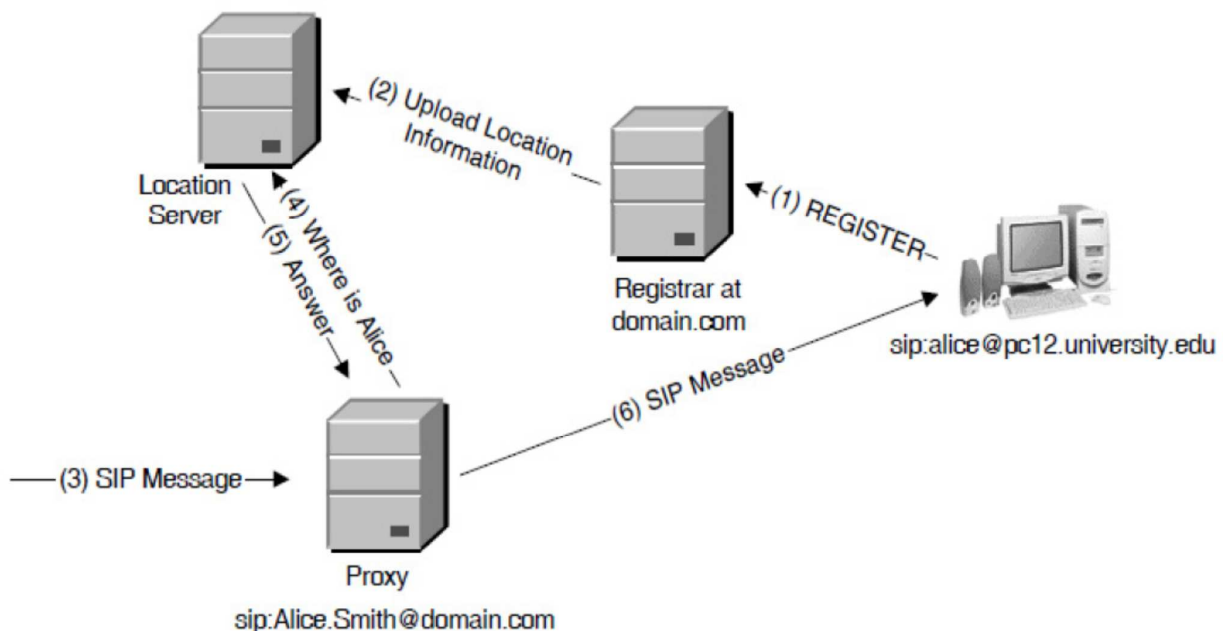 (2) Upload Location
Information
Location
Server
(1) REGISTER
(4) Where is Alice
(5) Answer
Registrar at
domain.com
sip:alice@pc12.university.edu
(6) SIP Message
(3) SIP Message
Proxy
sip:Alice.Smith@domain.com